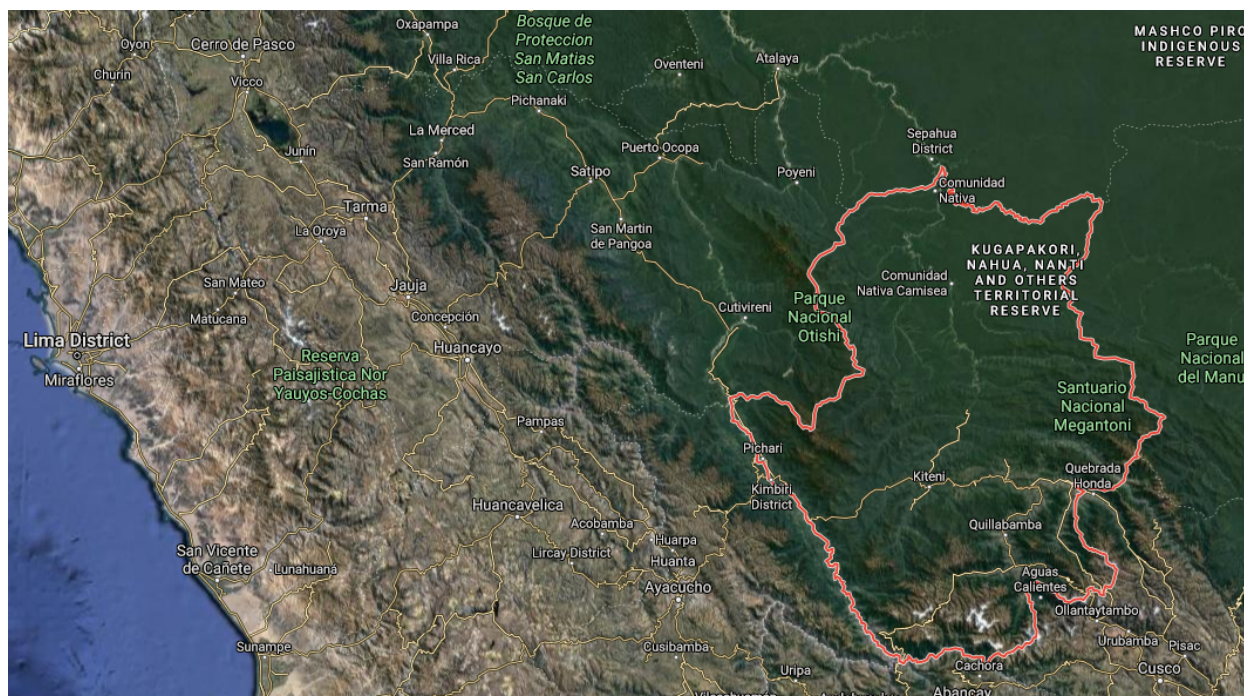 Bosque de
Proteccion
San Matias
San Carlos
MASHCO PIRO
INDIGENOUS
RESERVE
Oxapampa
Oyon
Cerro de Pasco
Villa Rica
Oventeni
Atalaya
Churín
Vicco
Pichanaki
La Merced
Sepahua
District
Junín
San Ramón
Puerto Ocopa
Satipo
Poyeni
Comunidad
Nativa
Tarma
La Oroya
San Martin
de Pangoa
KUGAPAKORI,
NAHUA, NANTI
AND OTHERS
TERRITORIAL
RESERVE
San Mateo
Jauja
Comunidad
Nativa Camisea
Matucana
Concepción
Cutivireni
Parque
Nacional
Otishi
Lima District
Miraflores
Huancayo
Reserva
Paisajistica Nor
Yauyos-Cochas
Parque
Nacional
del Manu
Santuario
Nacional
Megantoni
Pampas
Pichari
Kimbiri
District
Kiteni
Quebrada
Honda
Huancavelica
Acobamba
Quillabamba
San Vicente
de Cañete
Lunahuaná
Lircay District
Huarpa
Huanta
Ayacucho
Aguas
Calientes
Ollantaytambo
Urubamba
Pisac
Sunampe
Cusibamba
Uripa
Cachora
Cusco
Abancay